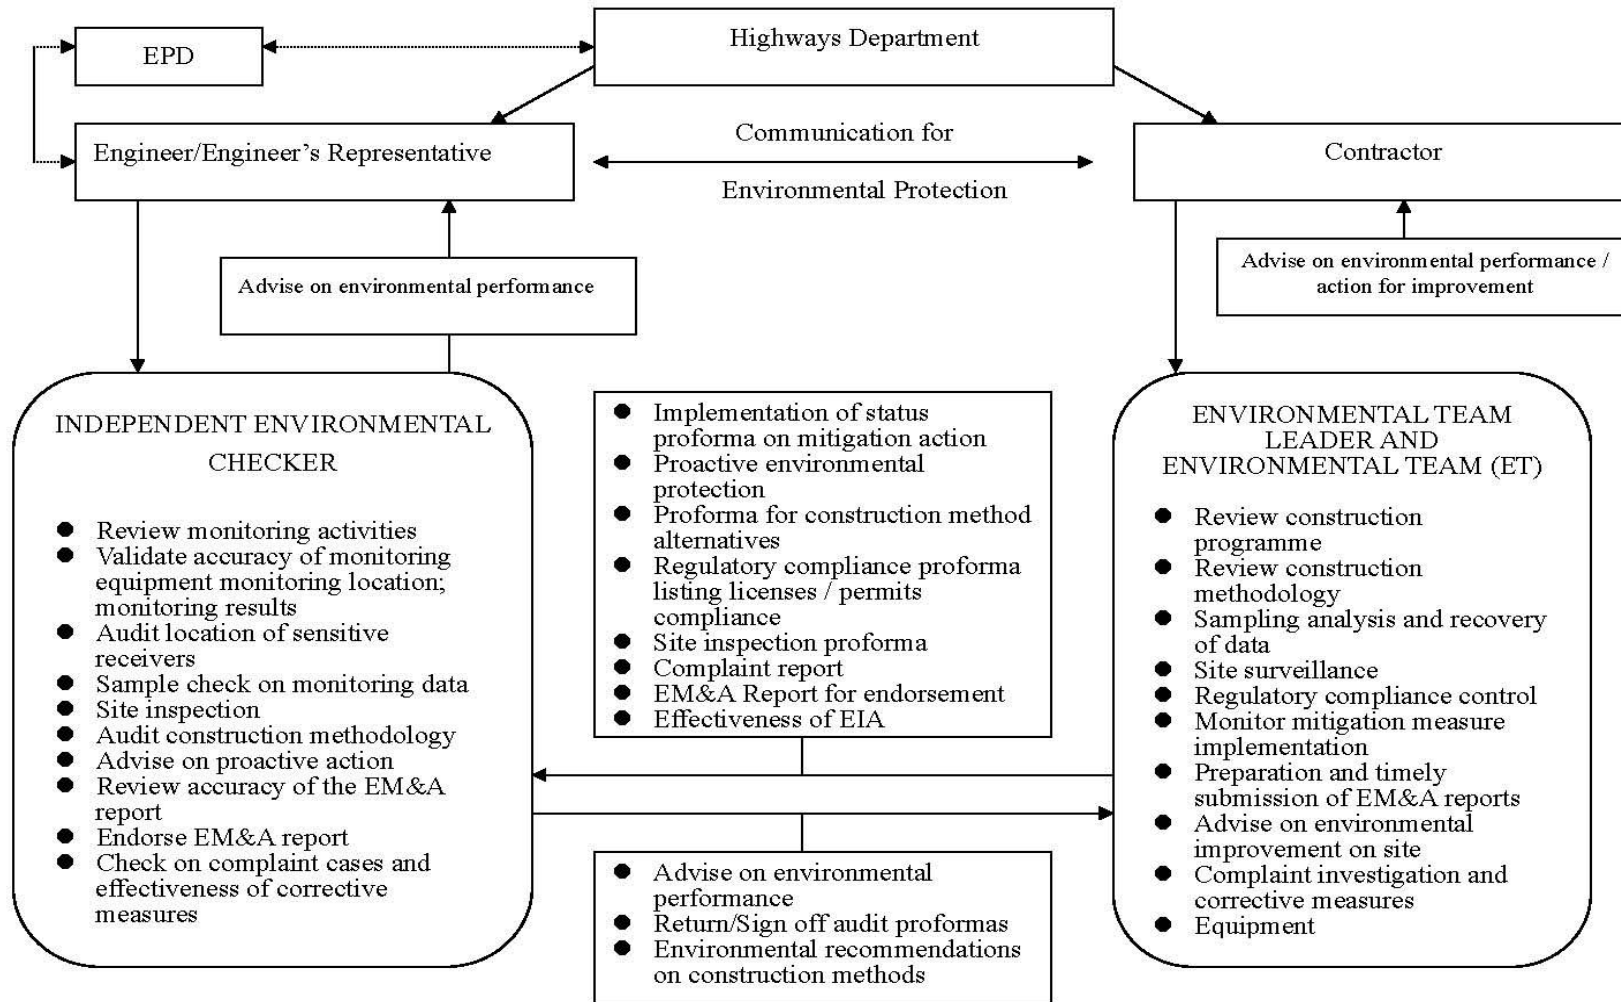 EPD
Highways Department
Engineer/Engineer's Representative
Communication for
Environmental Protection
Contractor
Advise on environmental performance
Advise on environmental performance /
action for improvement
INDEPENDENT ENVIRONMENTAL
CHECKER
● Review monitoring activities
● Validate accuracy of monitoring
equipment monitoring location;
monitoring results
● Audit location of sensitive
receivers
● Sample check on monitoring data
● Site inspection
● Audit construction methodology
● Advise on proactive action
● Review accuracy of the EM&A
report
● Endorse EM&A report
● Check on complaint cases and
effectiveness of corrective
measures
● Implementation of status
proforma on mitigation action
● Proactive environmental
protection
● Proforma for construction method
alternatives
● Regulatory compliance proforma
listing licenses / permits
compliance
● Site inspection proforma
● Complaint report
● EM&A Report for endorsement
● Effectiveness of EIA
● Advise on environmental
performance
● Return/Sign off audit proformas
● Environmental recommendations
on construction methods
ENVIRONMENTAL TEAM
LEADER AND
ENVIRONMENTAL TEAM (ET)
● Review construction
programme
● Review construction
methodology
● Sampling analysis and recovery
of data
● Site surveillance
● Regulatory compliance control
● Monitor mitigation measure
implementation
● Preparation and timely
submission of EM&A reports
● Advise on environmental
improvement on site
● Complaint investigation and
corrective measures
● Equipment